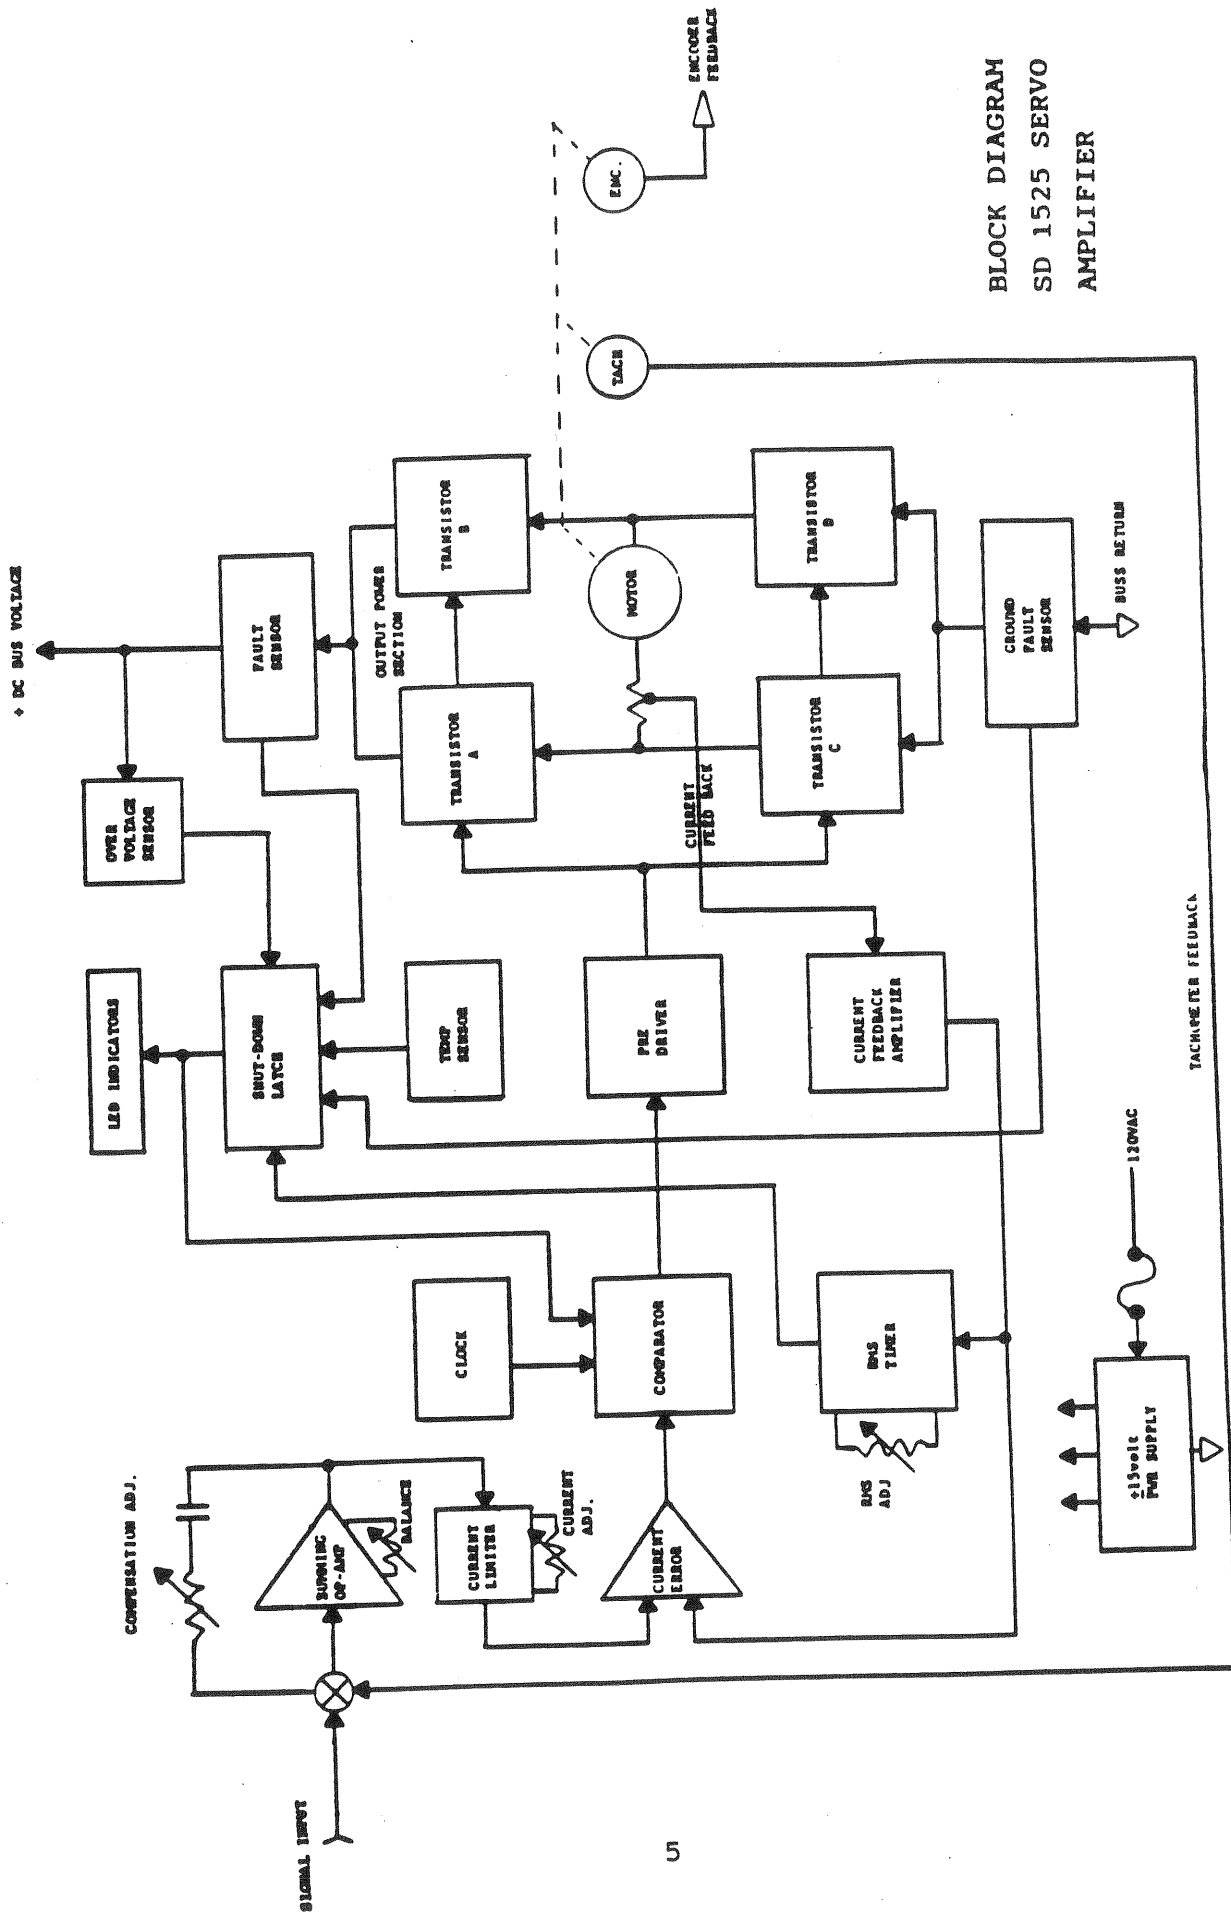 + DC BUS VOLTAGE
LED INDICATORS
OVER
VOLTAGE
SENSOR
COMPENSATION ADJ.
SHUT-DOWN
LATCH
FAULT
SENSOR
SIGNAL INPUT
SUMMING
OP-AMP
BALANCE
OUTPUT POWER
SECTION
CLOCK
TEMP
SENSOR
TRANSISTOR
A
TRANSISTOR
B
CURRENT
LIMITER
CURRENT
ADJ.
CURRENT
ERROR
COMPARATOR
PRE
DRIVER
CURRENT
FEED BACK
MOTOR
TACH
ENC.
ENCODER
FEEDBACK
RMS
ADJ
RMS
TIMER
CURRENT
FEEDBACK
AMPLIFIER
TRANSISTOR
C
TRANSISTOR
D
GROUND
FAULT
SENSOR
BUSS RETURN
±15volt
PWR SUPPLY
120VAC
TACHOMETER FEEDBACK
BLOCK DIAGRAM
SD 1525 SERVO
AMPLIFIER
5